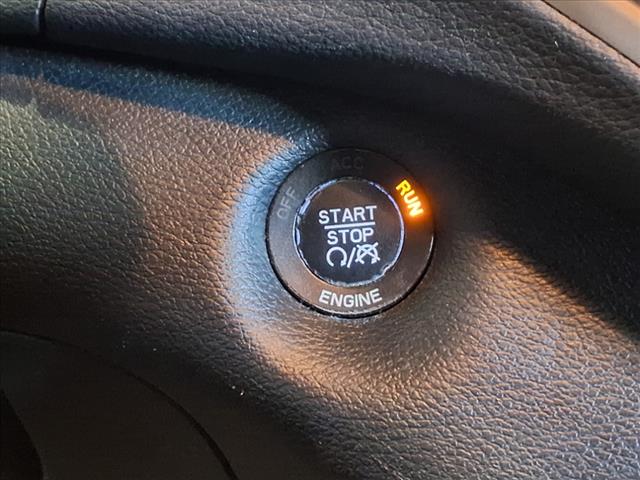 OFF
ACC
RUN
START
STOP
ENGINE